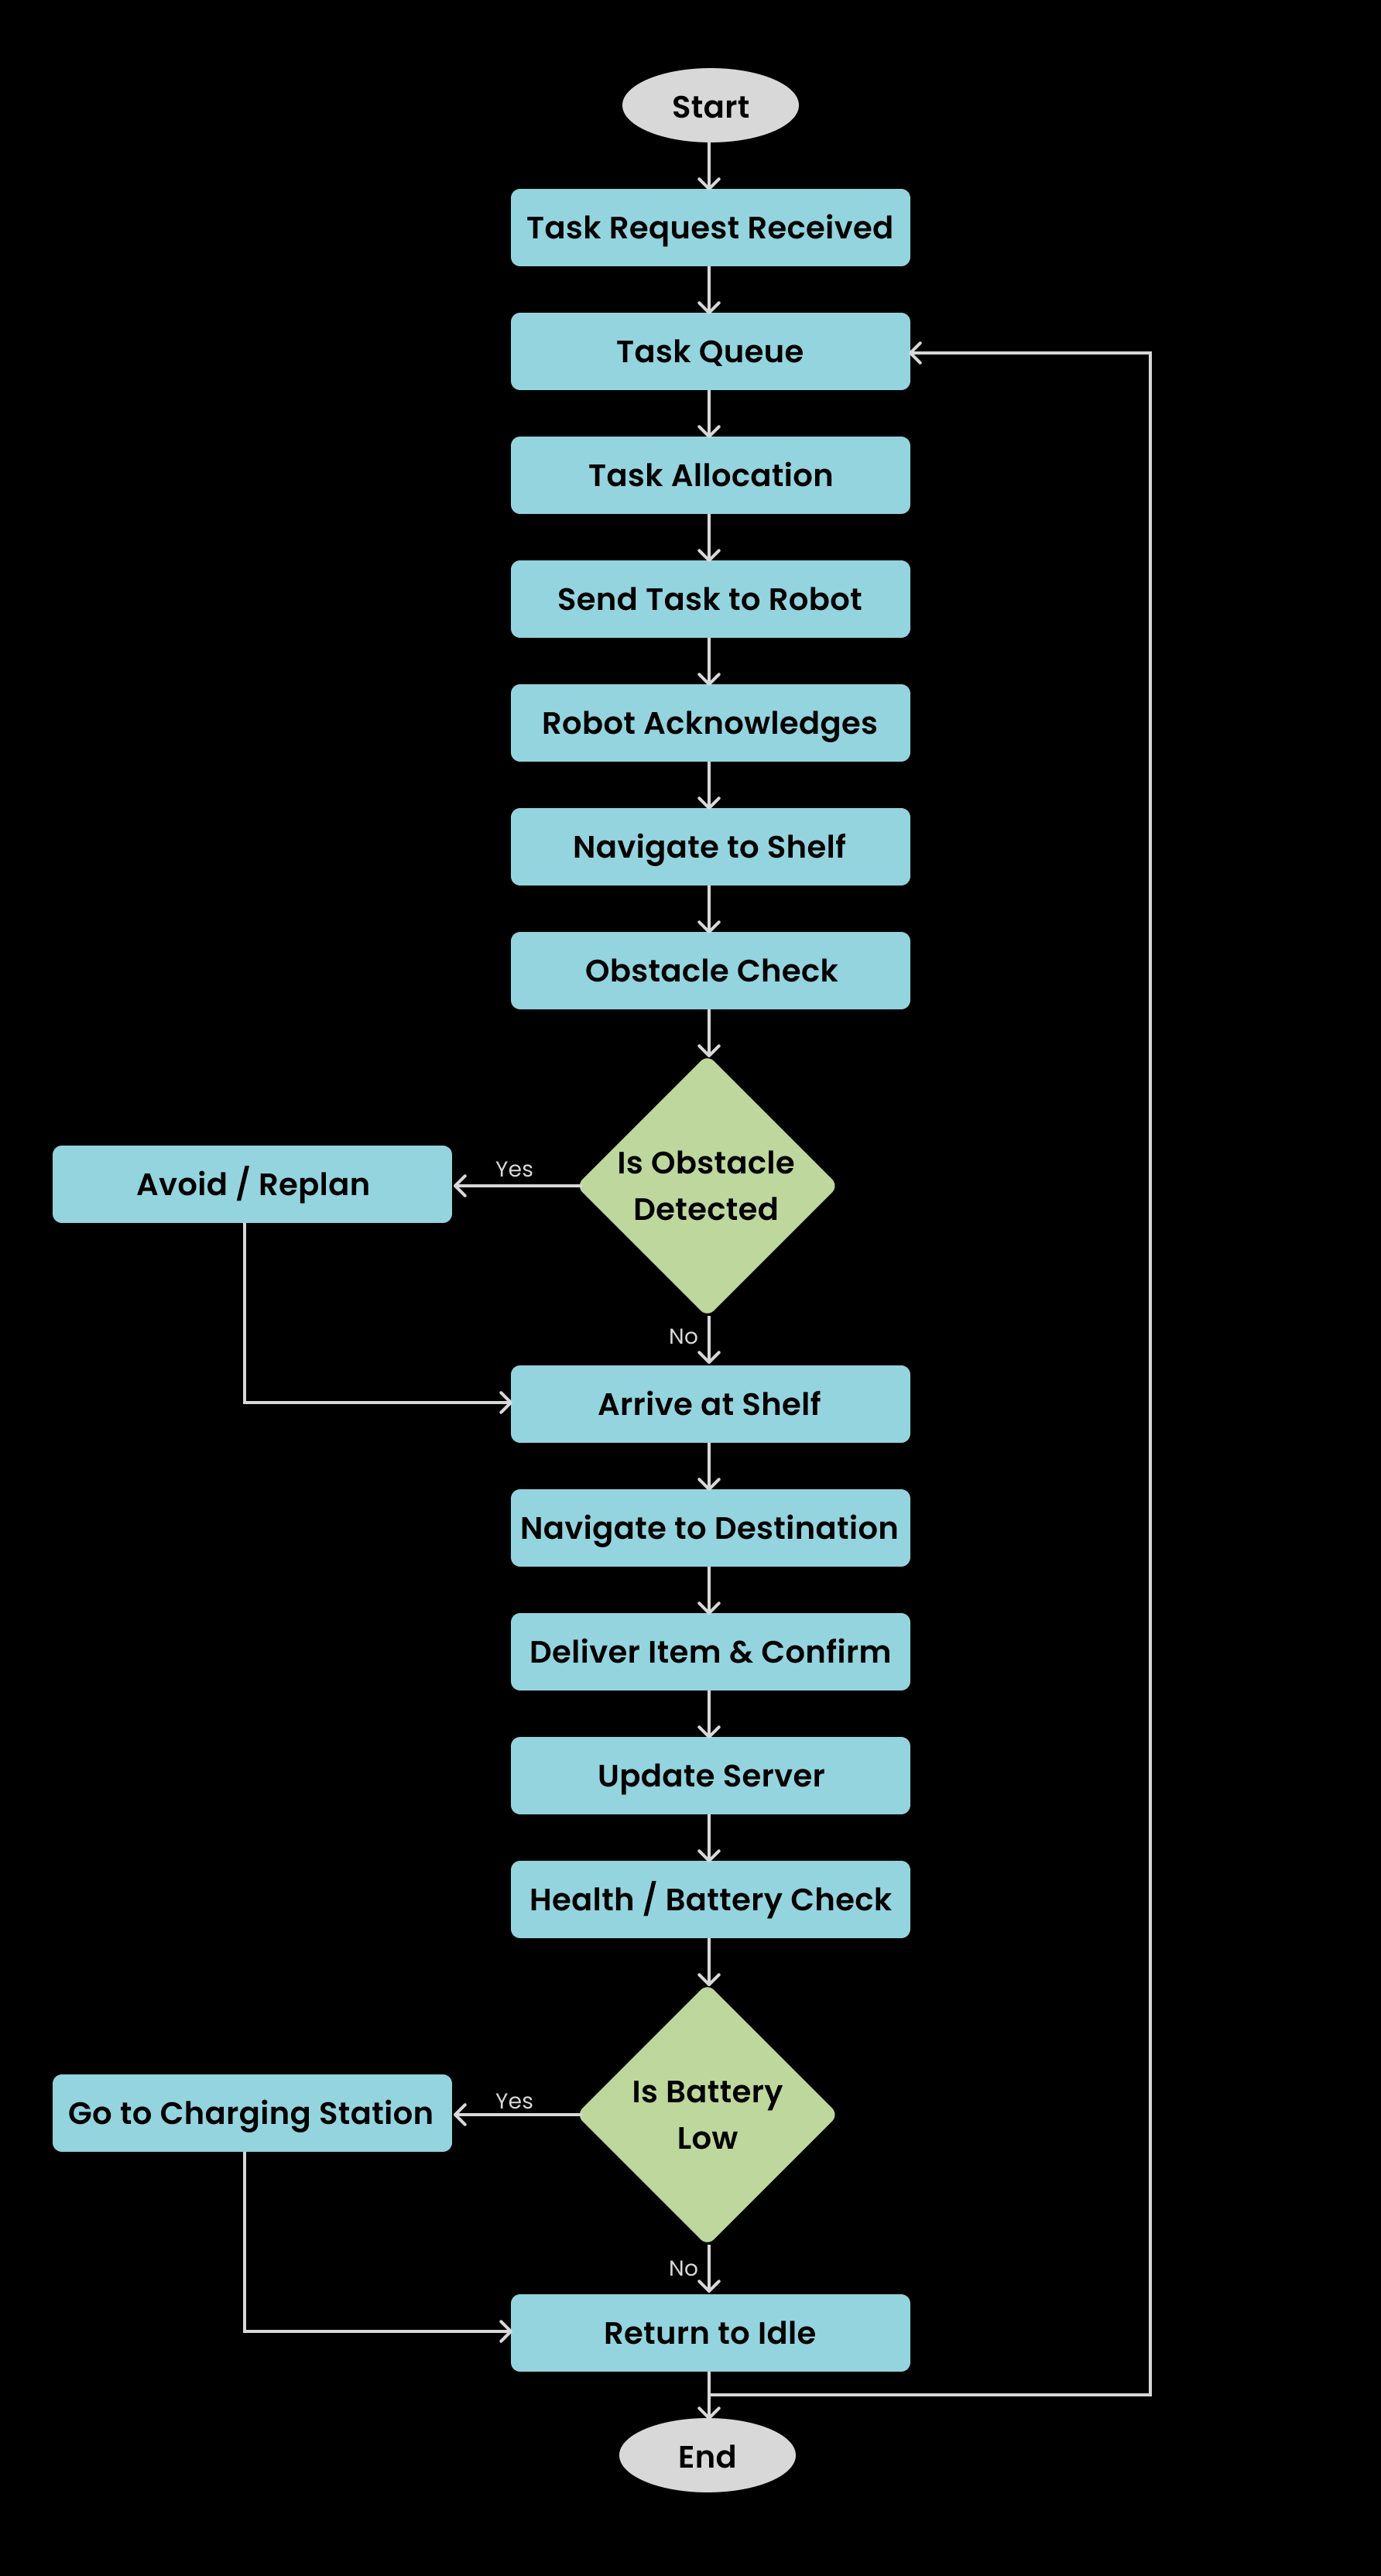 Start
Task Request Received
Task Queue
Task Allocation
Send Task to Robot
Robot Acknowledges
Navigate to Shelf
Obstacle Check
Is Obstacle
Detected
Yes
Avoid / Replan
No
Arrive at Shelf
Navigate to Destination
Deliver Item & Confirm
Update Server
Health / Battery Check
Is Battery
Low
Yes
Go to Charging Station
No
Return to Idle
End